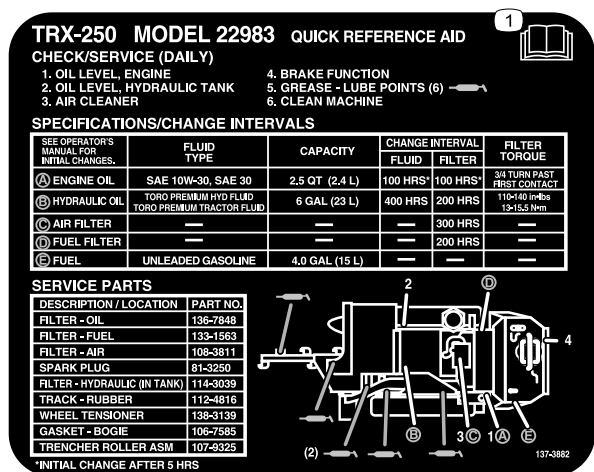 TRX-250 MODEL 22983 QUICK REFERENCE AID
1
CHECK/SERVICE (DAILY)
1. OIL LEVEL, ENGINE
2. OIL LEVEL, HYDRAULIC TANK
3. AIR CLEANER
4. BRAKE FUNCTION
5. GREASE - LUBE POINTS (6)
6. CLEAN MACHINE
SPECIFICATIONS/CHANGE INTERVALS
SEE OPERATOR'S MANUAL FOR INITIAL CHANGES. FLUID TYPE CAPACITY CHANGE INTERVAL FLUID FILTER FILTER TORQUE
Ⓐ ENGINE OIL SAE 10W-30, SAE 30 2.5 QT (2.4 L) 100 HRS* 100 HRS* 3/4 TURN PAST FIRST CONTACT
Ⓑ HYDRAULIC OIL TORO PREMIUM HYD FLUID TORO PREMIUM TRACTOR FLUID 6 GAL (23 L) 400 HRS 200 HRS 110-140 in-lbs 13-15.5 N•m
Ⓒ AIR FILTER — — — 300 HRS —
Ⓓ FUEL FILTER — — — 200 HRS —
Ⓔ FUEL UNLEADED GASOLINE 4.0 GAL (15 L) — — —
SERVICE PARTS
DESCRIPTION / LOCATION PART NO.
FILTER - OIL 136-7848
FILTER - FUEL 133-1563
FILTER - AIR 108-3811
SPARK PLUG 81-3250
FILTER - HYDRAULIC (IN TANK) 114-3039
TRACK - RUBBER 112-4816
WHEEL TENSIONER 138-3139
GASKET - BOGIE 106-7585
TRENCHER ROLLER ASM 107-9325
*INITIAL CHANGE AFTER 5 HRS
2 Ⓓ
4
(2) Ⓑ 3Ⓒ 1Ⓐ Ⓔ
137-3882